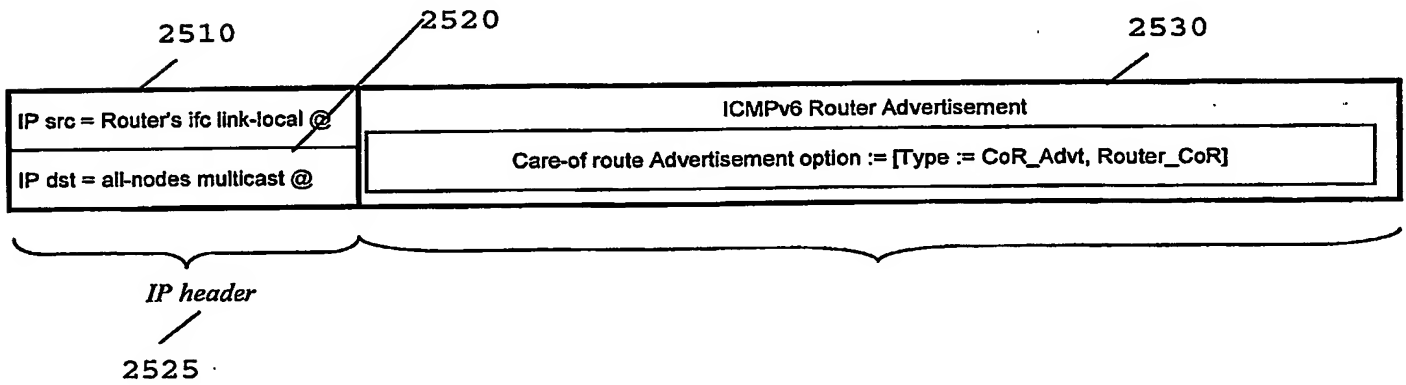 2510
2520
2530
IP src = Router's ifc link-local @
IP dst = all-nodes multicast @
ICMPv6 Router Advertisement
Care-of route Advertisement option := [Type := CoR_Advt, Router_CoR]
IP header
2525